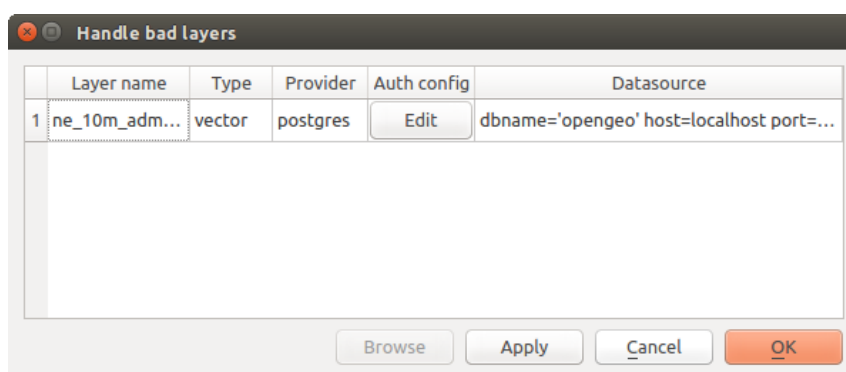 Handle bad layers
Layer name Type Provider Auth config Datasource
1 ne_10m_adm... vector postgres Edit dbname='opengeo' host=localhost port=...
Browse Apply Cancel OK